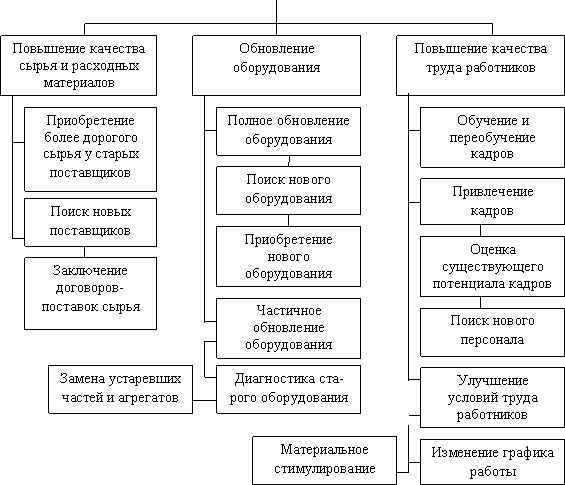 Повышение качества
сырья и расходных
материалов
Приобретение
более дорогого
сырья у старых
поставщиков
Поиск новых
поставщиков
Заключение
договоров-
поставок сырья
Обновление
оборудования
Полное обновление
оборудования
Поиск нового
оборудования
Приобретение
нового
оборудования
Частичное
обновление
оборудования
Диагностика ста-
рого оборудования
Замена устаревших
частей и агрегатов
Повышение качества
труда работников
Обучение и
переобучение
кадров
Привлечение
кадров
Оценка
существующего
потенциала кадров
Поиск нового
персонала
Улучшение
условий труда
работников
Материальное
стимулирование
Изменение графика
работы